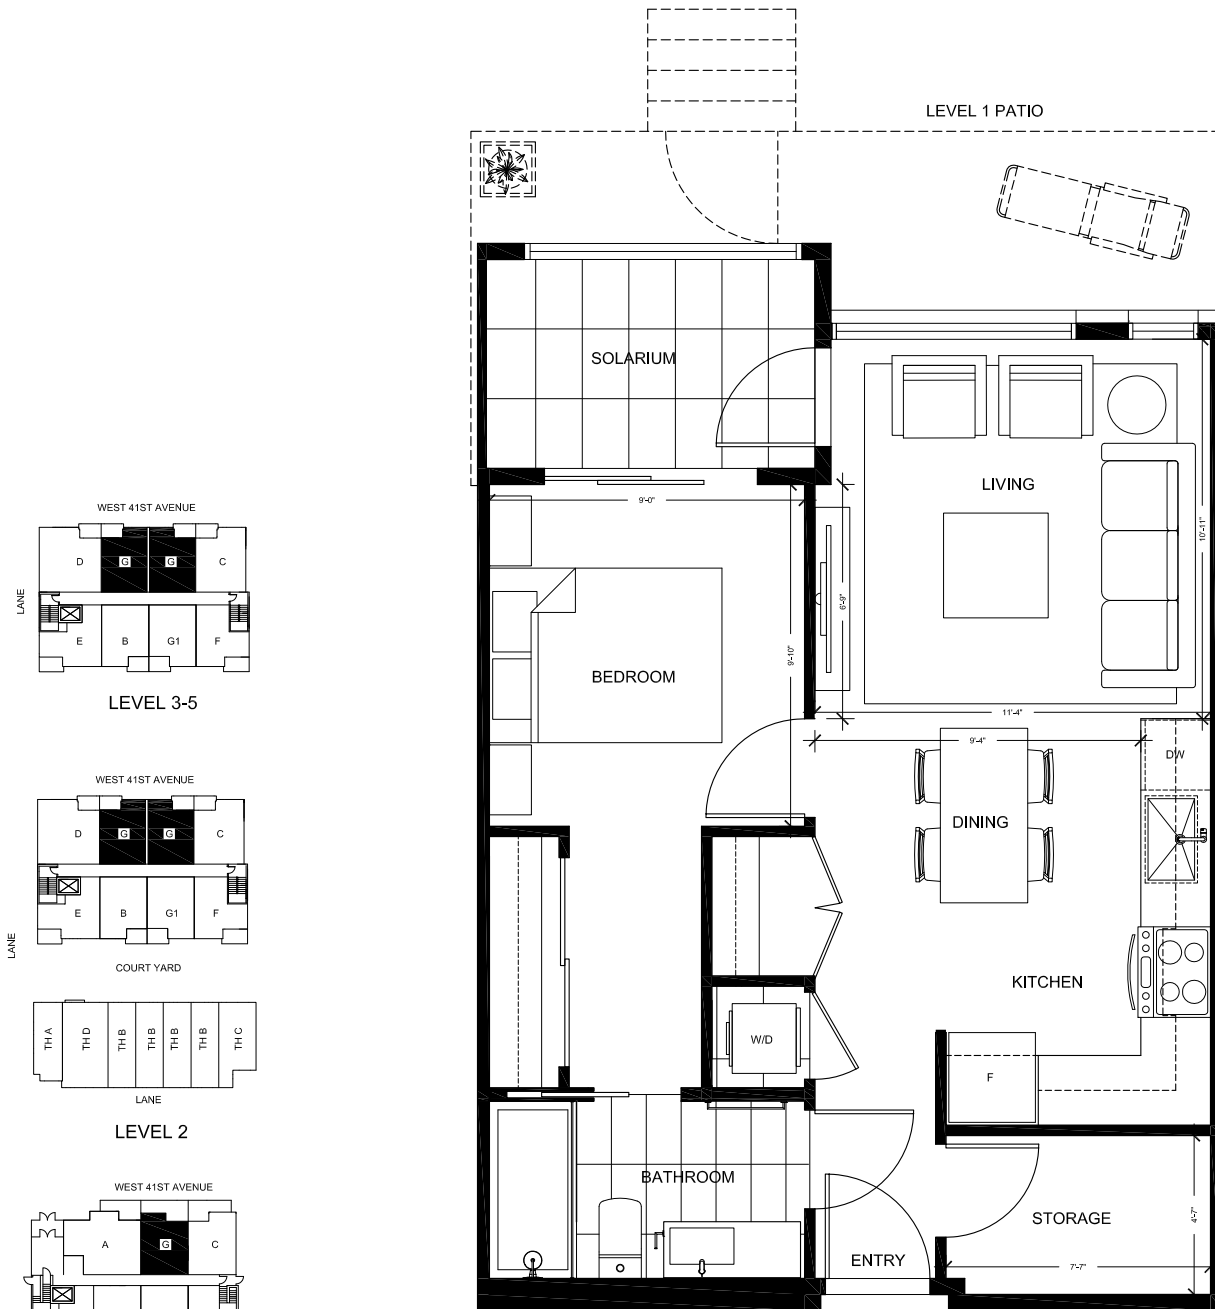 LEVEL 1 PATIO
SOLARIUM
LIVING
9'-0"
10'-11"
6'-9"
9'-10"
BEDROOM
11'-4"
9'-4"
DW
DINING
KITCHEN
W/D
F
BATHROOM
STORAGE
4'-7"
ENTRY
7'-7"
WEST 41ST AVENUE
D
G
G
C
LANE
E
B
G1
F
LEVEL 3-5
WEST 41ST AVENUE
D
G
G
C
E
B
G1
F
LANE
COURT YARD
TH A
TH D
TH B
TH B
TH B
TH B
TH C
LANE
LEVEL 2
WEST 41ST AVENUE
A
G
C